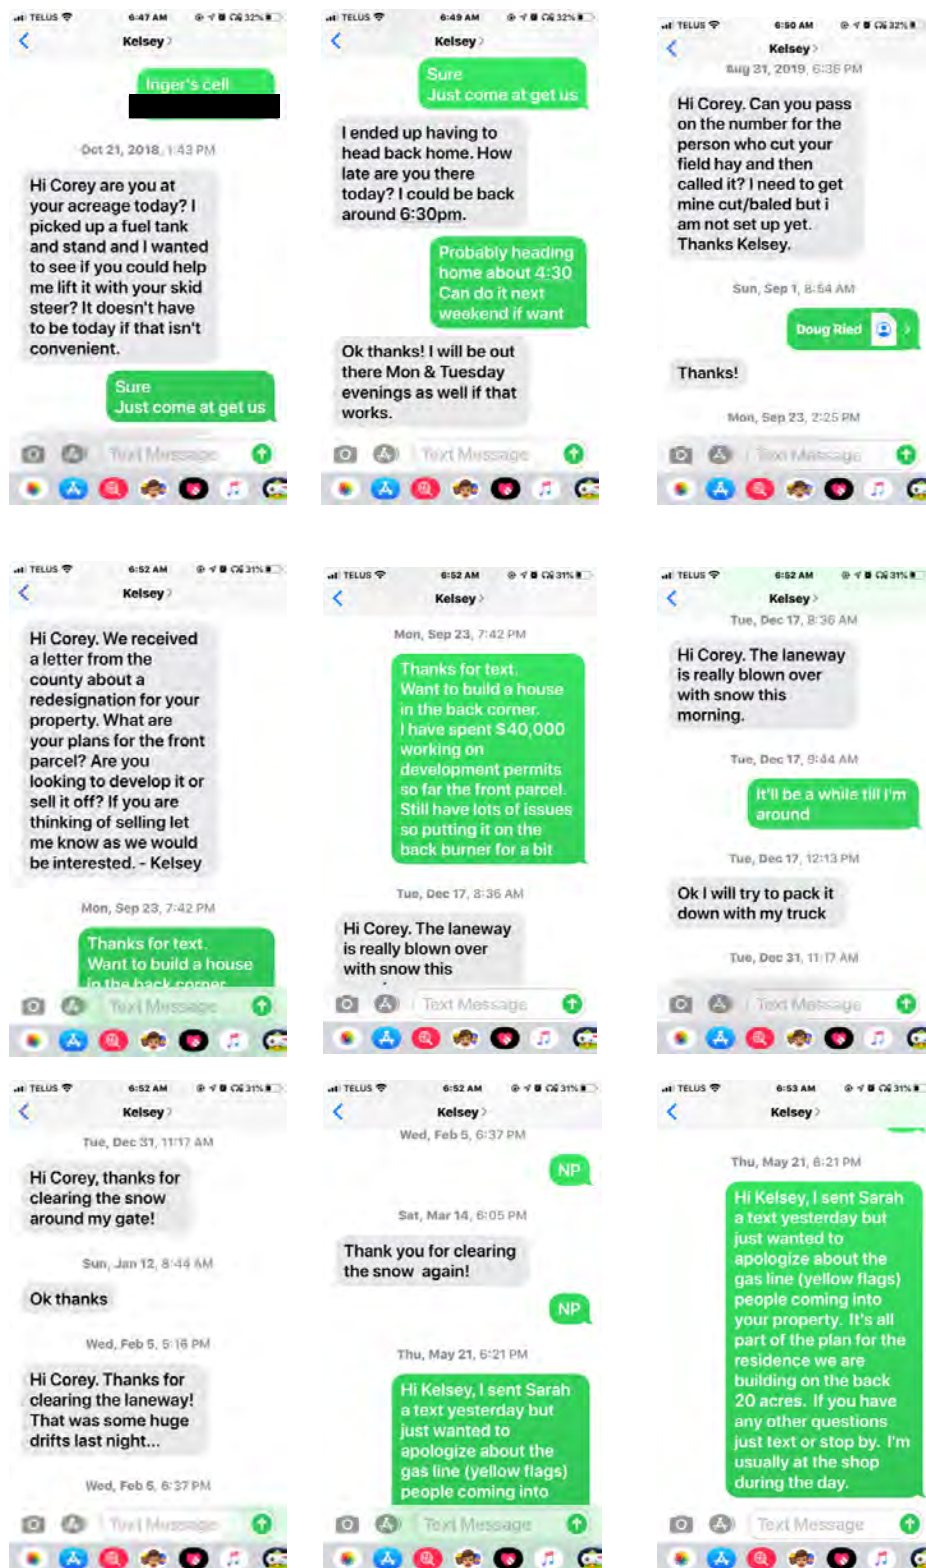 TELUS 6:47 AM 32%
Kelsey
Inger's cell
Oct 21, 2018, 1:43 PM
Hi Corey are you at
your acreage today? I
picked up a fuel tank
and stand and I wanted
to see if you could help
me lift it with your skid
steer? It doesn't have
to be today if that isn't
convenient.
Sure
Just come at get us
Text Message
TELUS 6:49 AM 32%
Kelsey
Sure
Just come at get us
I ended up having to
head back home. How
late are you there
today? I could be back
around 6:30pm.
Probably heading
home about 4:30
Can do it next
weekend if want
Ok thanks! I will be out
there Mon & Tuesday
evenings as well if that
works.
Text Message
TELUS 6:50 AM 32%
Kelsey
Aug 31, 2019, 6:36 PM
Hi Corey. Can you pass
on the number for the
person who cut your
field hay and then
called it? I need to get
mine cut/baled but i
am not set up yet.
Thanks Kelsey.
Sun, Sep 1, 8:54 AM
Doug Ried
Thanks!
Mon, Sep 23, 2:25 PM
Text Message
TELUS 6:52 AM 31%
Kelsey
Hi Corey. We received
a letter from the
county about a
redesignation for your
property. What are
your plans for the front
parcel? Are you
looking to develop it or
sell it off? If you are
thinking of selling let
me know as we would
be interested. - Kelsey
Mon, Sep 23, 7:42 PM
Thanks for text.
Want to build a house
in the back corner.
Text Message
TELUS 6:52 AM 31%
Kelsey
Mon, Sep 23, 7:42 PM
Thanks for text.
Want to build a house
in the back corner.
I have spent $40,000
working on
development permits
so far the front parcel.
Still have lots of issues
so putting it on the
back burner for a bit
Tue, Dec 17, 8:36 AM
Hi Corey. The laneway
is really blown over
with snow this
Text Message
TELUS 6:52 AM 31%
Kelsey
Tue, Dec 17, 8:36 AM
Hi Corey. The laneway
is really blown over
with snow this
morning.
Tue, Dec 17, 9:44 AM
It'll be a while till I'm
around
Tue, Dec 17, 12:13 PM
Ok I will try to pack it
down with my truck
Tue, Dec 31, 11:17 AM
Text Message
TELUS 6:52 AM 31%
Kelsey
Tue, Dec 31, 11:17 AM
Hi Corey, thanks for
clearing the snow
around my gate!
Sun, Jan 12, 8:44 AM
Ok thanks
Wed, Feb 5, 5:16 PM
Hi Corey. Thanks for
clearing the laneway!
That was some huge
drifts last night...
Wed, Feb 5, 6:37 PM
Text Message
TELUS 6:52 AM 31%
Kelsey
Wed, Feb 5, 6:37 PM
NP
Sat, Mar 14, 6:05 PM
Thank you for clearing
the snow again!
NP
Thu, May 21, 6:21 PM
Hi Kelsey, I sent Sarah
a text yesterday but
just wanted to
apologize about the
gas line (yellow flags)
people coming into
Text Message
TELUS 6:53 AM 31%
Kelsey
Thu, May 21, 6:21 PM
Hi Kelsey, I sent Sarah
a text yesterday but
just wanted to
apologize about the
gas line (yellow flags)
people coming into
your property. It's all
part of the plan for the
residence we are
building on the back
20 acres. If you have
any other questions
just text or stop by. I'm
usually at the shop
during the day.
Text Message